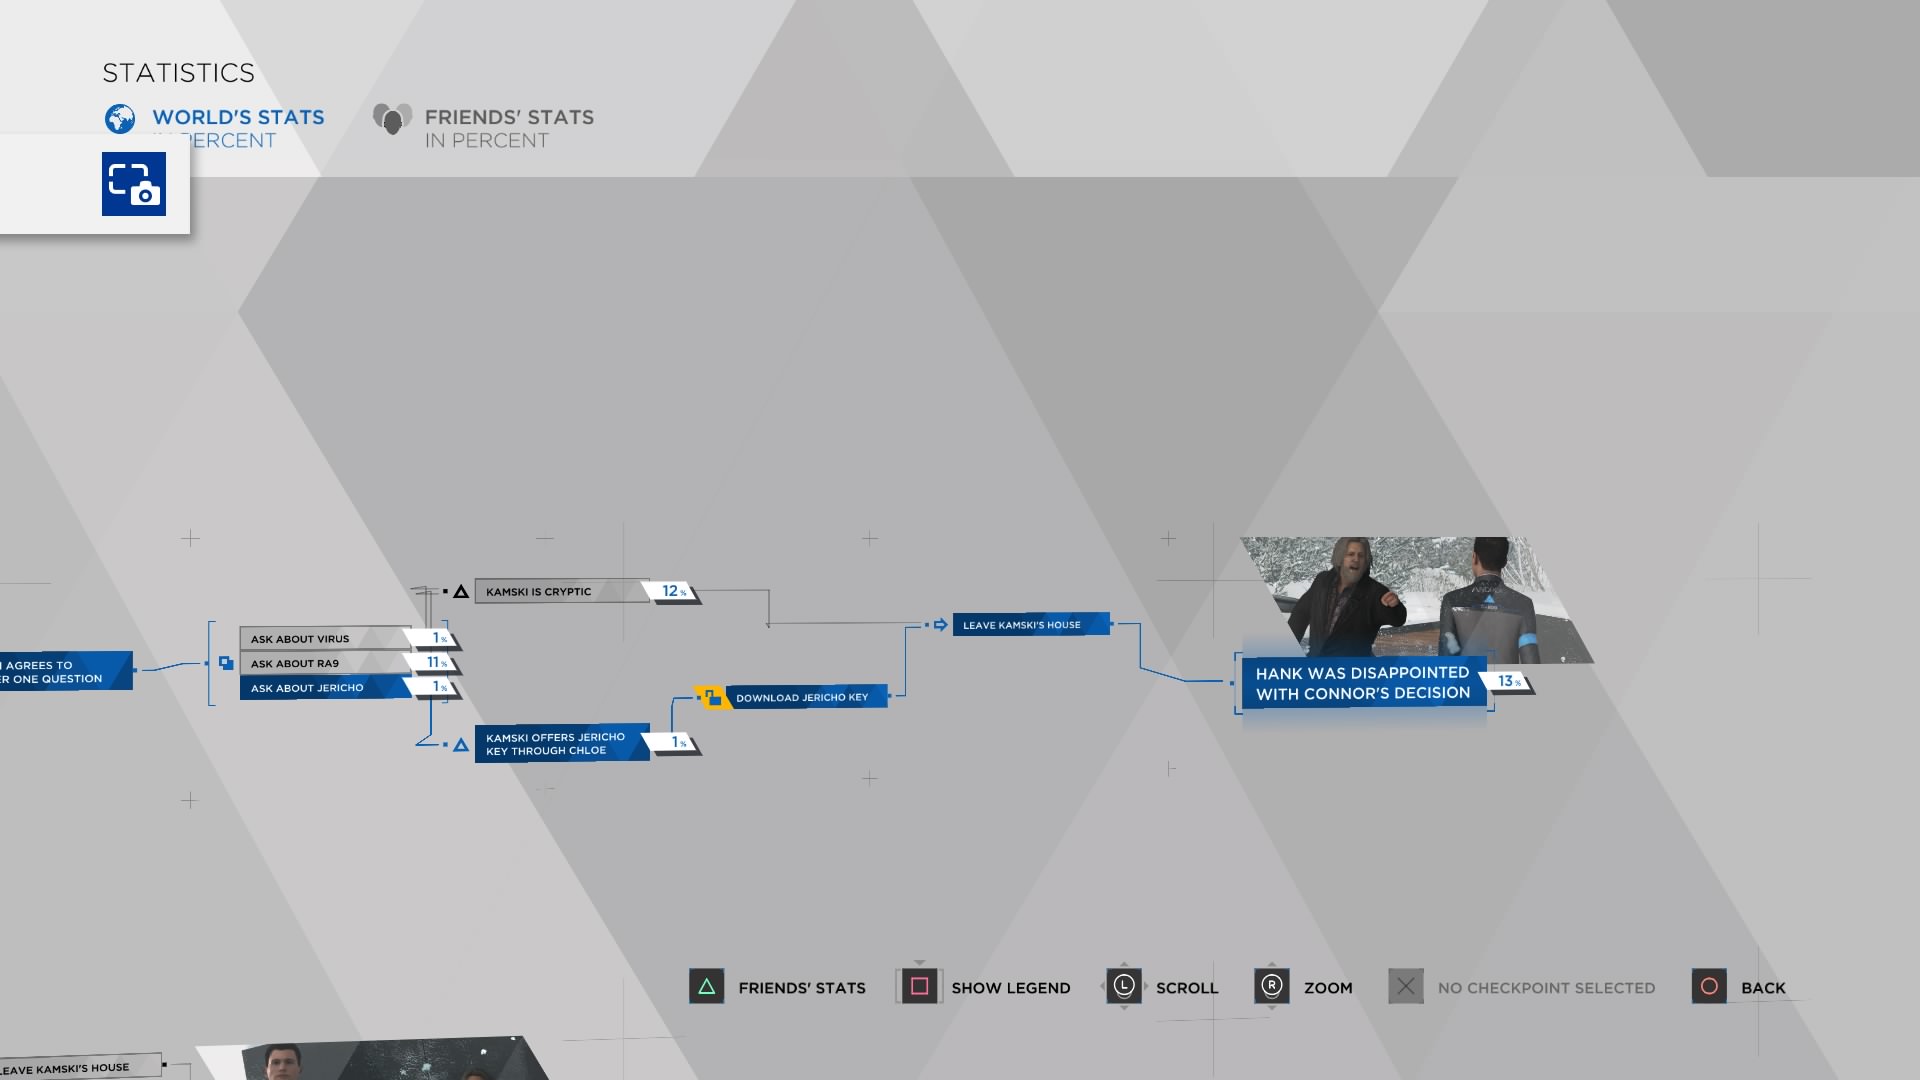 STATISTICS
WORLD'S STATS
PERCENT
FRIENDS' STATS
IN PERCENT
KAMSKI IS CRYPTIC
12%
LEAVE KAMSKI'S HOUSE
ASK ABOUT VIRUS
1%
AGREES TO
ONE QUESTION
ASK ABOUT RA9
11%
ASK ABOUT JERICHO
1%
DOWNLOAD JERICHO KEY
KAMSKI OFFERS JERICHO
KEY THROUGH CHLOE
1%
HANK WAS DISAPPOINTED
WITH CONNOR'S DECISION
13%
FRIENDS' STATS
SHOW LEGEND
L
SCROLL
R
ZOOM
NO CHECKPOINT SELECTED
BACK
LEAVE KAMSKI'S HOUSE